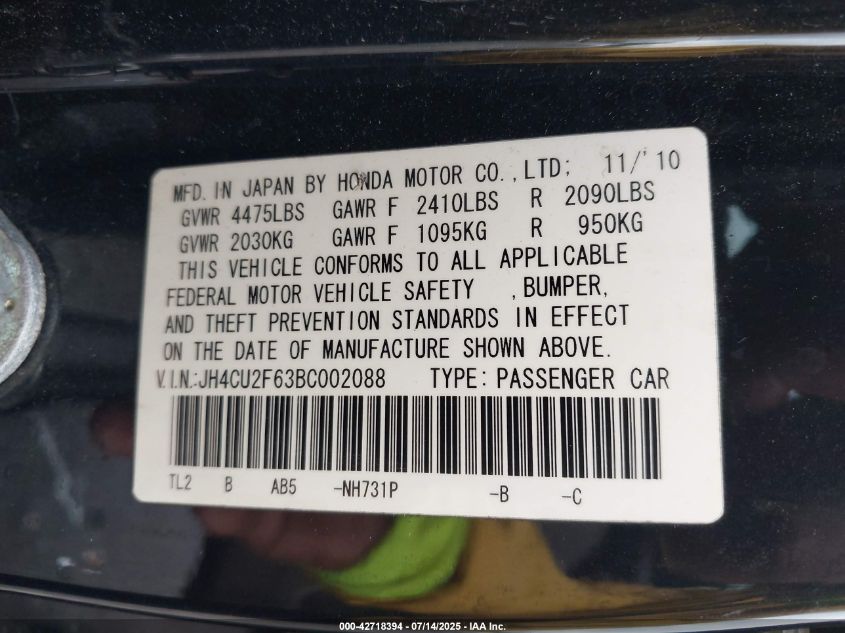 MFD. IN JAPAN BY HONDA MOTOR CO., LTD; 11/'10
GVWR 4475LBS GAWR F 2410LBS R 2090LBS
GVWR 2030KG GAWR F 1095KG R 950KG
THIS VEHICLE CONFORMS TO ALL APPLICABLE
FEDERAL MOTOR VEHICLE SAFETY , BUMPER,
AND THEFT PREVENTION STANDARDS IN EFFECT
ON THE DATE OF MANUFACTURE SHOWN ABOVE.
V.I.N.:JH4CU2F63BC002088 TYPE: PASSENGER CAR
TL2 B AB5 -NH731P -B -C
000-42718394 - 07/14/2025 - IAA Inc.